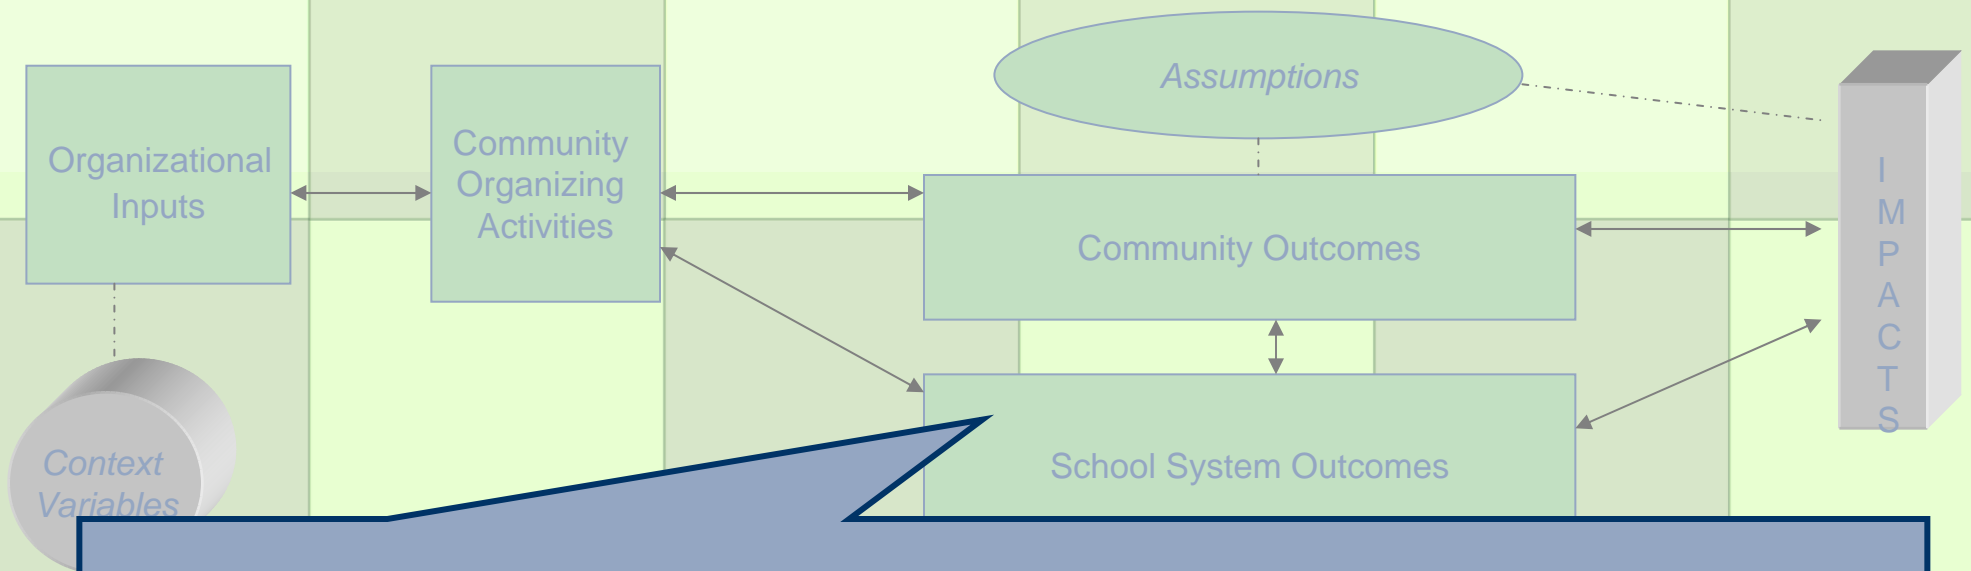 Assumptions
Organizational
Inputs
Community
Organizing
Activities
Community Outcomes
I
M
P
A
C
T
S
School System Outcomes
Context
Variables